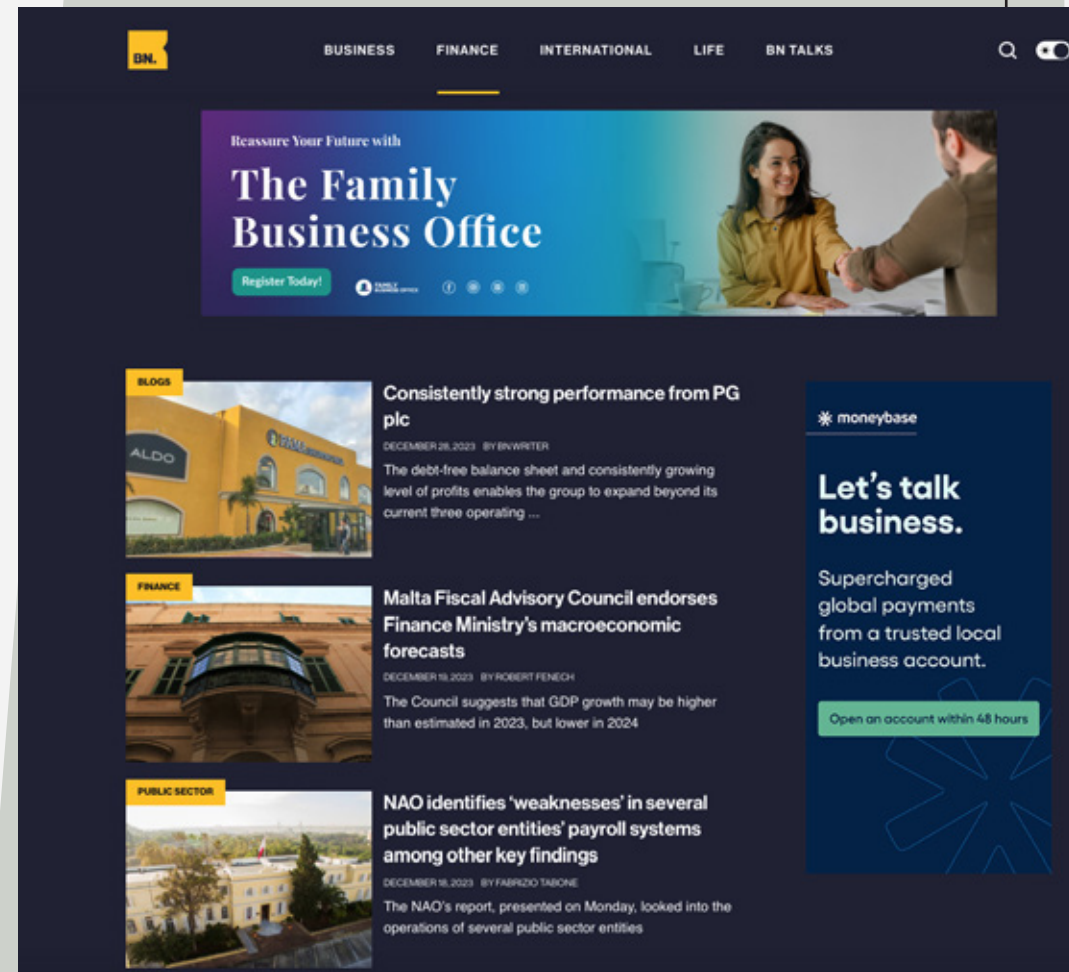 BN.
BUSINESS FINANCE INTERNATIONAL LIFE BN TALKS
Reassure Your Future with
The Family
Business Office
Register Today!
FAMILY
BUSINESS OFFICE
BLOGS
ALDO
Consistently strong performance from PG
plc
DECEMBER 28, 2023 BY BN WRITER
The debt-free balance sheet and consistently growing
level of profits enables the group to expand beyond its
current three operating ...
FINANCE
Malta Fiscal Advisory Council endorses
Finance Ministry's macroeconomic
forecasts
DECEMBER 19, 2023 BY ROBERT FENECH
The Council suggests that GDP growth may be higher
than estimated in 2023, but lower in 2024
PUBLIC SECTOR
NAO identifies ‘weaknesses’ in several
public sector entities’ payroll systems
among other key findings
DECEMBER 18, 2023 BY FABRIZIO TABONE
The NAO's report, presented on Monday, looked into the
operations of several public sector entities
moneybase
Let's talk
business.
Supercharged
global payments
from a trusted local
business account.
Open an account within 48 hours